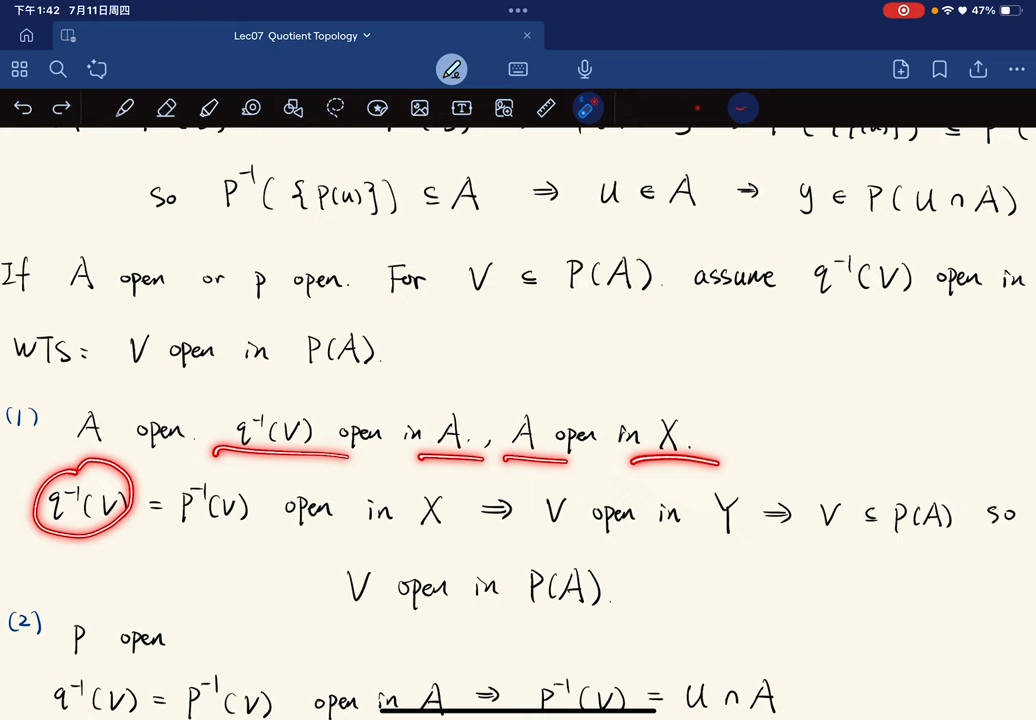 下午1:42 7月11日周四
47%
Lec07 Quotient Topology
so P⁻¹({P(u)}) ⊆ A ⇒ u ∈ A ⇒ y ∈ P(U ∩ A)
If A open or p open. For V ⊆ P(A). assume q⁻¹(V) open in
WTS: V open in P(A).
(1) A open. q⁻¹(V) open in A., A open in X.
q⁻¹(V) = P⁻¹(V) open in X ⇒ V open in Y ⇒ V ⊆ P(A) so
V open in P(A).
(2) P open
q⁻¹(V) = P⁻¹(V) open in A ⇒ P⁻¹(V) = U ∩ A